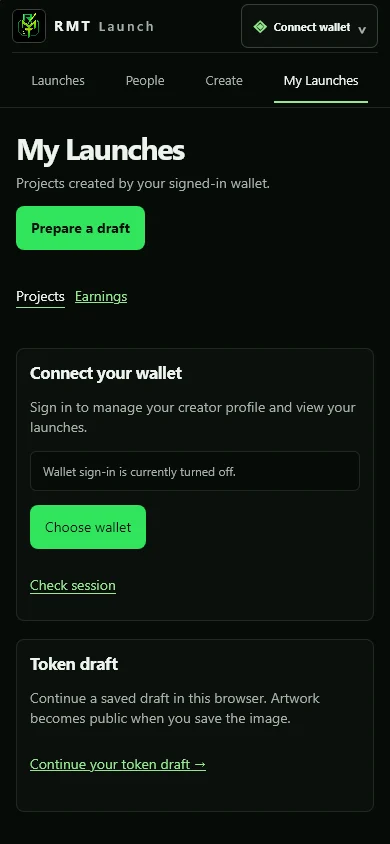 RMT Launch
Connect wallet
Launches
People
Create
My Launches
My Launches
Projects created by your signed-in wallet.
Prepare a draft
Projects
Earnings
Connect your wallet
Sign in to manage your creator profile and view your
launches.
Wallet sign-in is currently turned off.
Choose wallet
Check session
Token draft
Continue a saved draft in this browser. Artwork
becomes public when you save the image.
Continue your token draft →